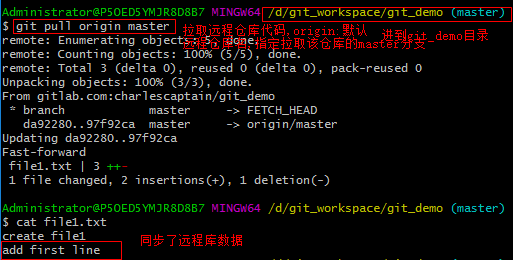 Administrator@P5OED5YMJR8D8B7 MINGW64 /d/git_workspace/git_demo (master)
$ git pull origin master
拉取远程仓库代码,origin:默认
进到git_demo目录
remote: Enumerating objects: 5, done.
远程仓库名,指定拉取该仓库的master分支
remote: Counting objects: 100% (5/5), done.
remote: Total 3 (delta 0), reused 0 (delta 0), pack-reused 0
Unpacking objects: 100% (3/3), done.
From gitlab.com:charlescaptain/git_demo
* branch master -> FETCH_HEAD
da92280..97f92ca master -> origin/master
Updating da92280..97f92ca
Fast-forward
file1.txt | 3 ++-
1 file changed, 2 insertions(+), 1 deletion(-)
Administrator@P5OED5YMJR8D8B7 MINGW64 /d/git_workspace/git_demo (master)
$ cat file1.txt
create file1
add first line
同步了远程库数据